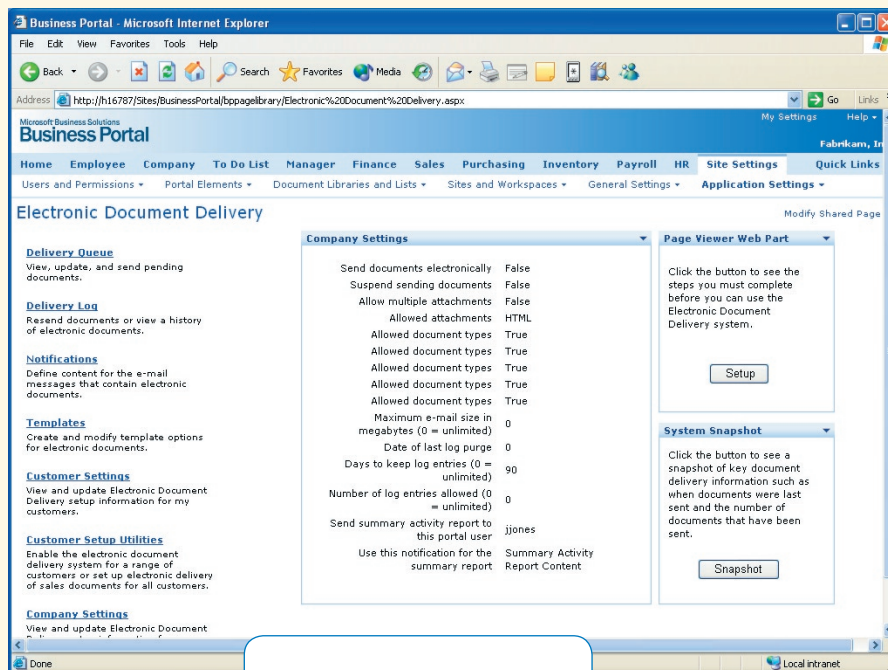 Business Portal - Microsoft Internet Explorer
File Edit View Favorites Tools Help
Back Search Favorites Media
Address http://h16787/Sites/BusinessPortal/bppagelibrary/Electronic%20Document%20Delivery.aspx Go Links
Microsoft Business Solutions
Business Portal
My Settings Help
Fabrikam, In
Home Employee Company To Do List Manager Finance Sales Purchasing Inventory Payroll HR Site Settings Quick Links
Users and Permissions Portal Elements Document Libraries and Lists Sites and Workspaces General Settings Application Settings
Electronic Document Delivery
Modify Shared Page
Delivery Queue
View, update, and send pending
documents.
Delivery Log
Resend documents or view a history
of electronic documents.
Notifications
Define content for the e-mail
messages that contain electronic
documents.
Templates
Create and modify template options
for electronic documents.
Customer Settings
View and update Electronic Document
Delivery setup information for my
customers.
Customer Setup Utilities
Enable the electronic document
delivery system for a range of
customers or set up electronic delivery
of sales documents for all customers.
Company Settings
View and update Electronic Document
Company Settings
Send documents electronically False
Suspend sending documents False
Allow multiple attachments False
Allowed attachments HTML
Allowed document types True
Allowed document types True
Allowed document types True
Allowed document types True
Allowed document types True
Maximum e-mail size in
megabytes (0 = unlimited) 0
Date of last log purge 0
Days to keep log entries (0 =
unlimited) 90
Number of log entries allowed (0
= unlimited) 0
Send summary activity report to
this portal user jjones
Use this notification for the Summary Activity
summary report Report Content
Page Viewer Web Part
Click the button to see the
steps you must complete
before you can use the
Electronic Document
Delivery system.
Setup
System Snapshot
Click the button to see a
snapshot of key document
delivery information such as
when documents were last
sent and the number of
documents that have been
sent.
Snapshot
Done Local intranet